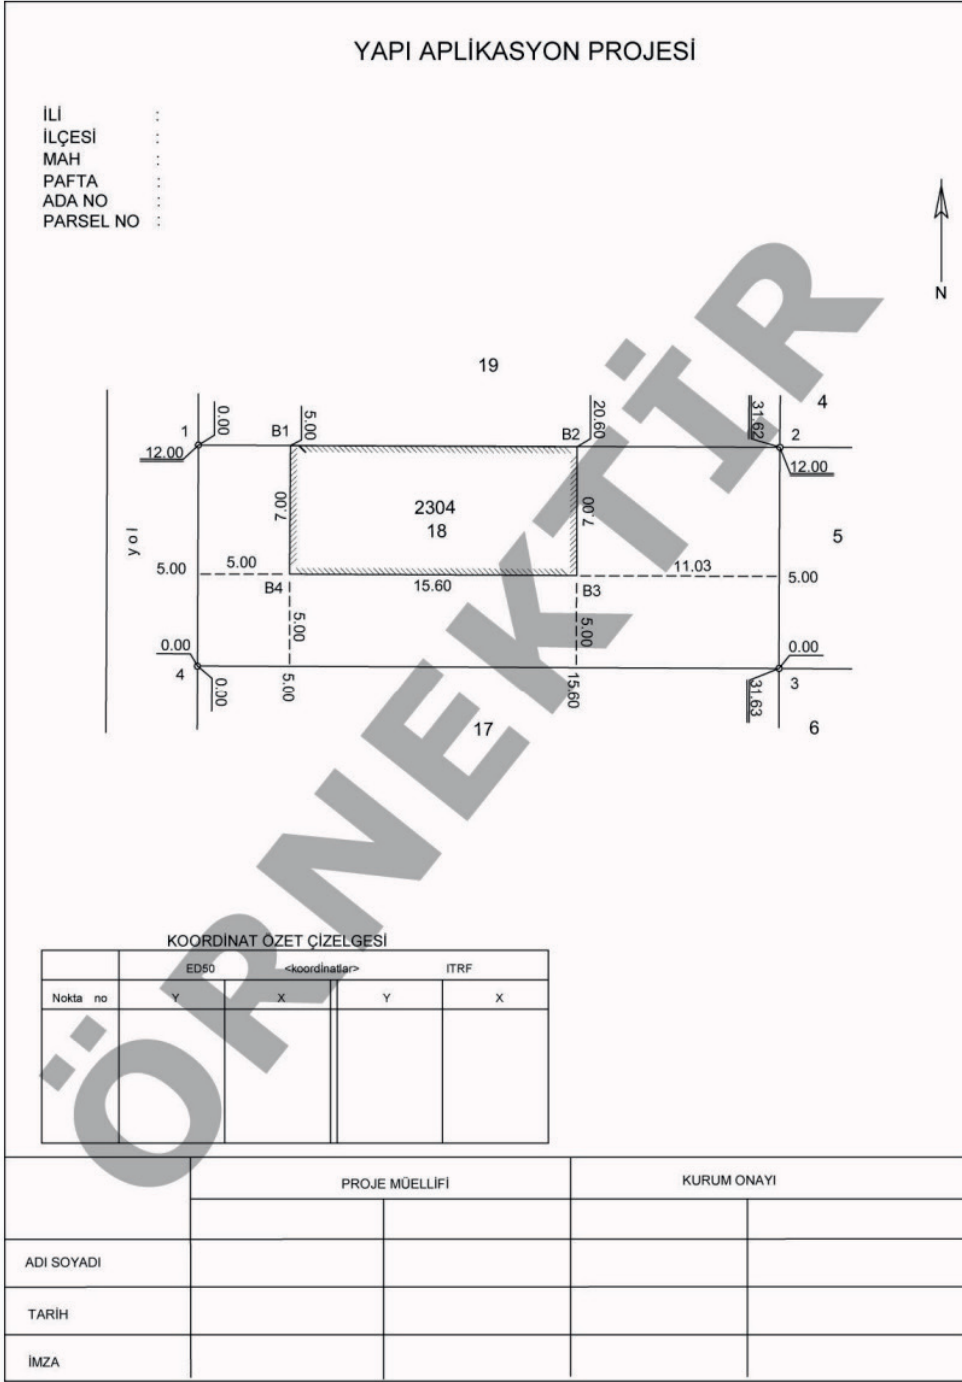 YAPI APLİKASYON PROJESİ
İLİ :
İLÇESİ :
MAH :
PAFTA :
ADA NO :
PARSEL NO :
N
19
4
1
0.00
B1
5.00
B2
20.60
31.62
2
12.00
12.00
7.00
2304
18
7.00
5
yol
5.00
5.00
11.03
5.00
B4
15.60
B3
5.00
5.00
0.00
0.00
4
0.00
5.00
15.60
31.63
3
17
6
ÖRNEKTİR
KOORDİNAT ÖZET ÇİZELGESİ
ED50 <koordinatlar> ITRF
Nokta no Y X Y X
PROJE MÜELLİFİ KURUM ONAYI
ADI SOYADI
TARİH
İMZA